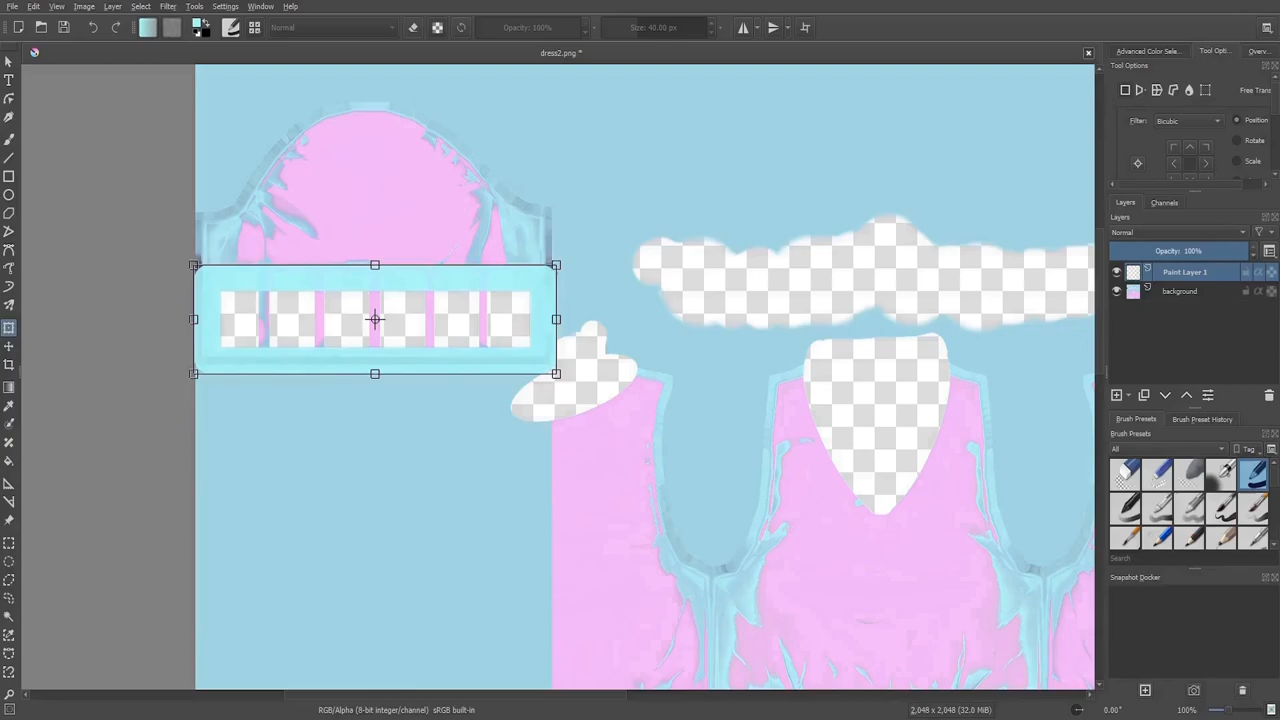 File Edit View Image Layer Select Filter Tools Settings Window Help
Normal Opacity: 100% Size: 40.00 px
dress2.png *
Advanced Color Sele... Tool Opti... Overv...
Tool Options
Free Trans
Filter: Bicubic Position
Rotate
Scale
Layers Channels
Layers
Normal
Opacity: 100%
Paint Layer 1
background
Brush Presets Brush Preset History
Brush Presets
All Tag
Search
Snapshot Docker
RGB/Alpha (8-bit integer/channel) sRGB built-in 2,048 x 2,048 (32.0 MiB) 0.00° 100%